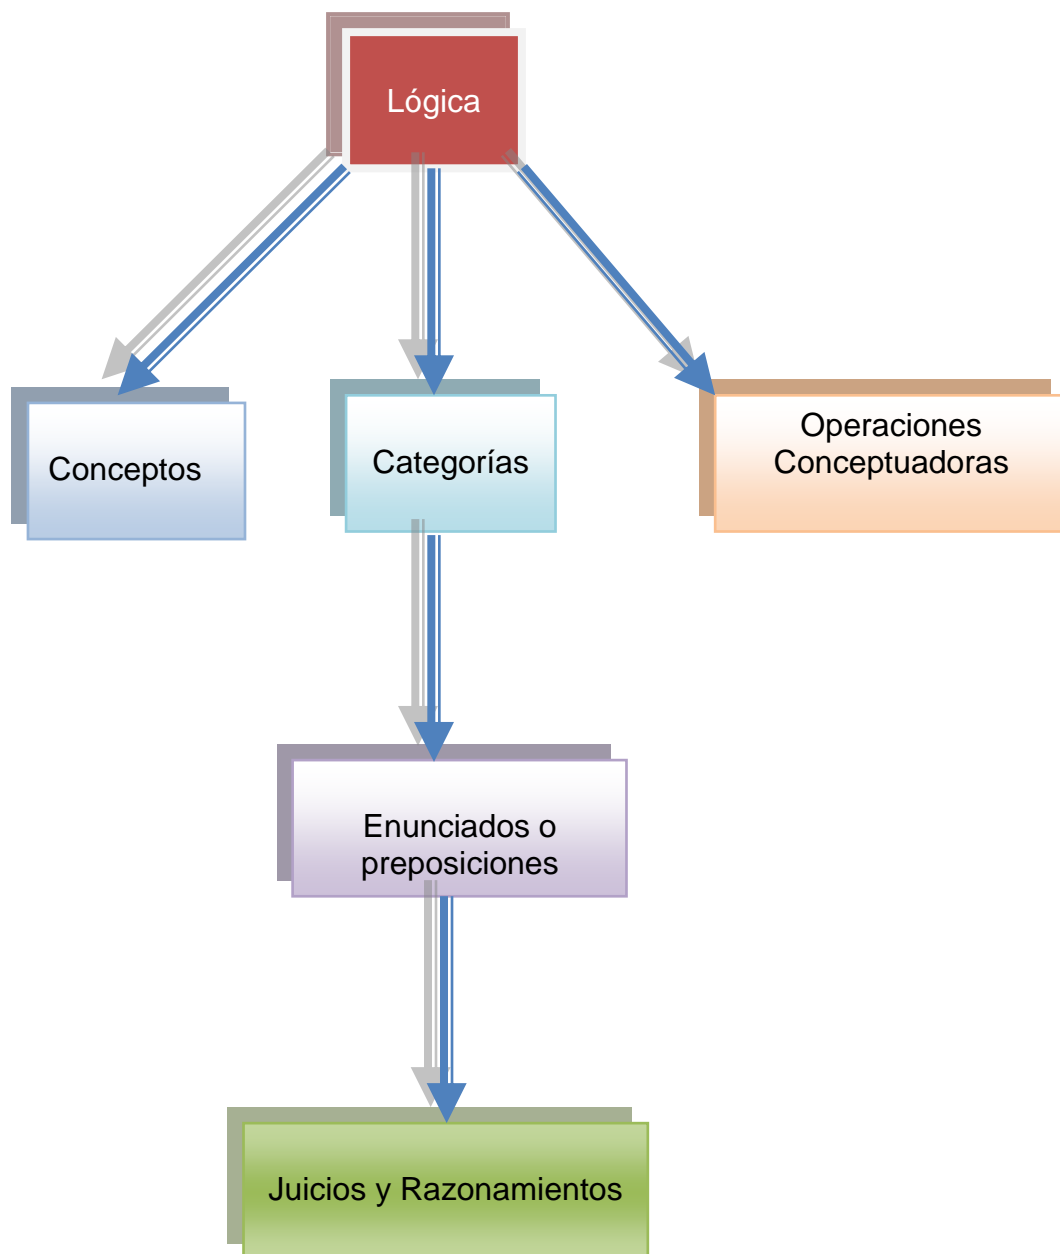 Lógica
Conceptos
Categorías
Operaciones
Conceptuadoras
Enunciados o
preposiciones
Juicios y Razonamientos